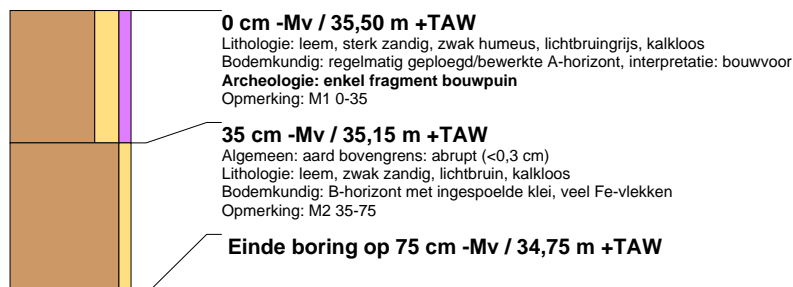 0 cm -Mv / 35,50 m +TAW
Lithologie: leem, sterk zandig, zwak humeus, lichtbruingrijs, kalkloos
Bodemkundig: regelmatig geploegd/bewerkte A-horizont, interpretatie: bouwvoor
Archeologie: enkel fragment bouwpuin
Opmerking: M1 0-35
35 cm -Mv / 35,15 m +TAW
Algemeen: aard bovengrens: abrupt (<0,3 cm)
Lithologie: leem, zwak zandig, lichtbruin, kalkloos
Bodemkundig: B-horizont met ingespoelde klei, veel Fe-vlekken
Opmerking: M2 35-75
Einde boring op 75 cm -Mv / 34,75 m +TAW